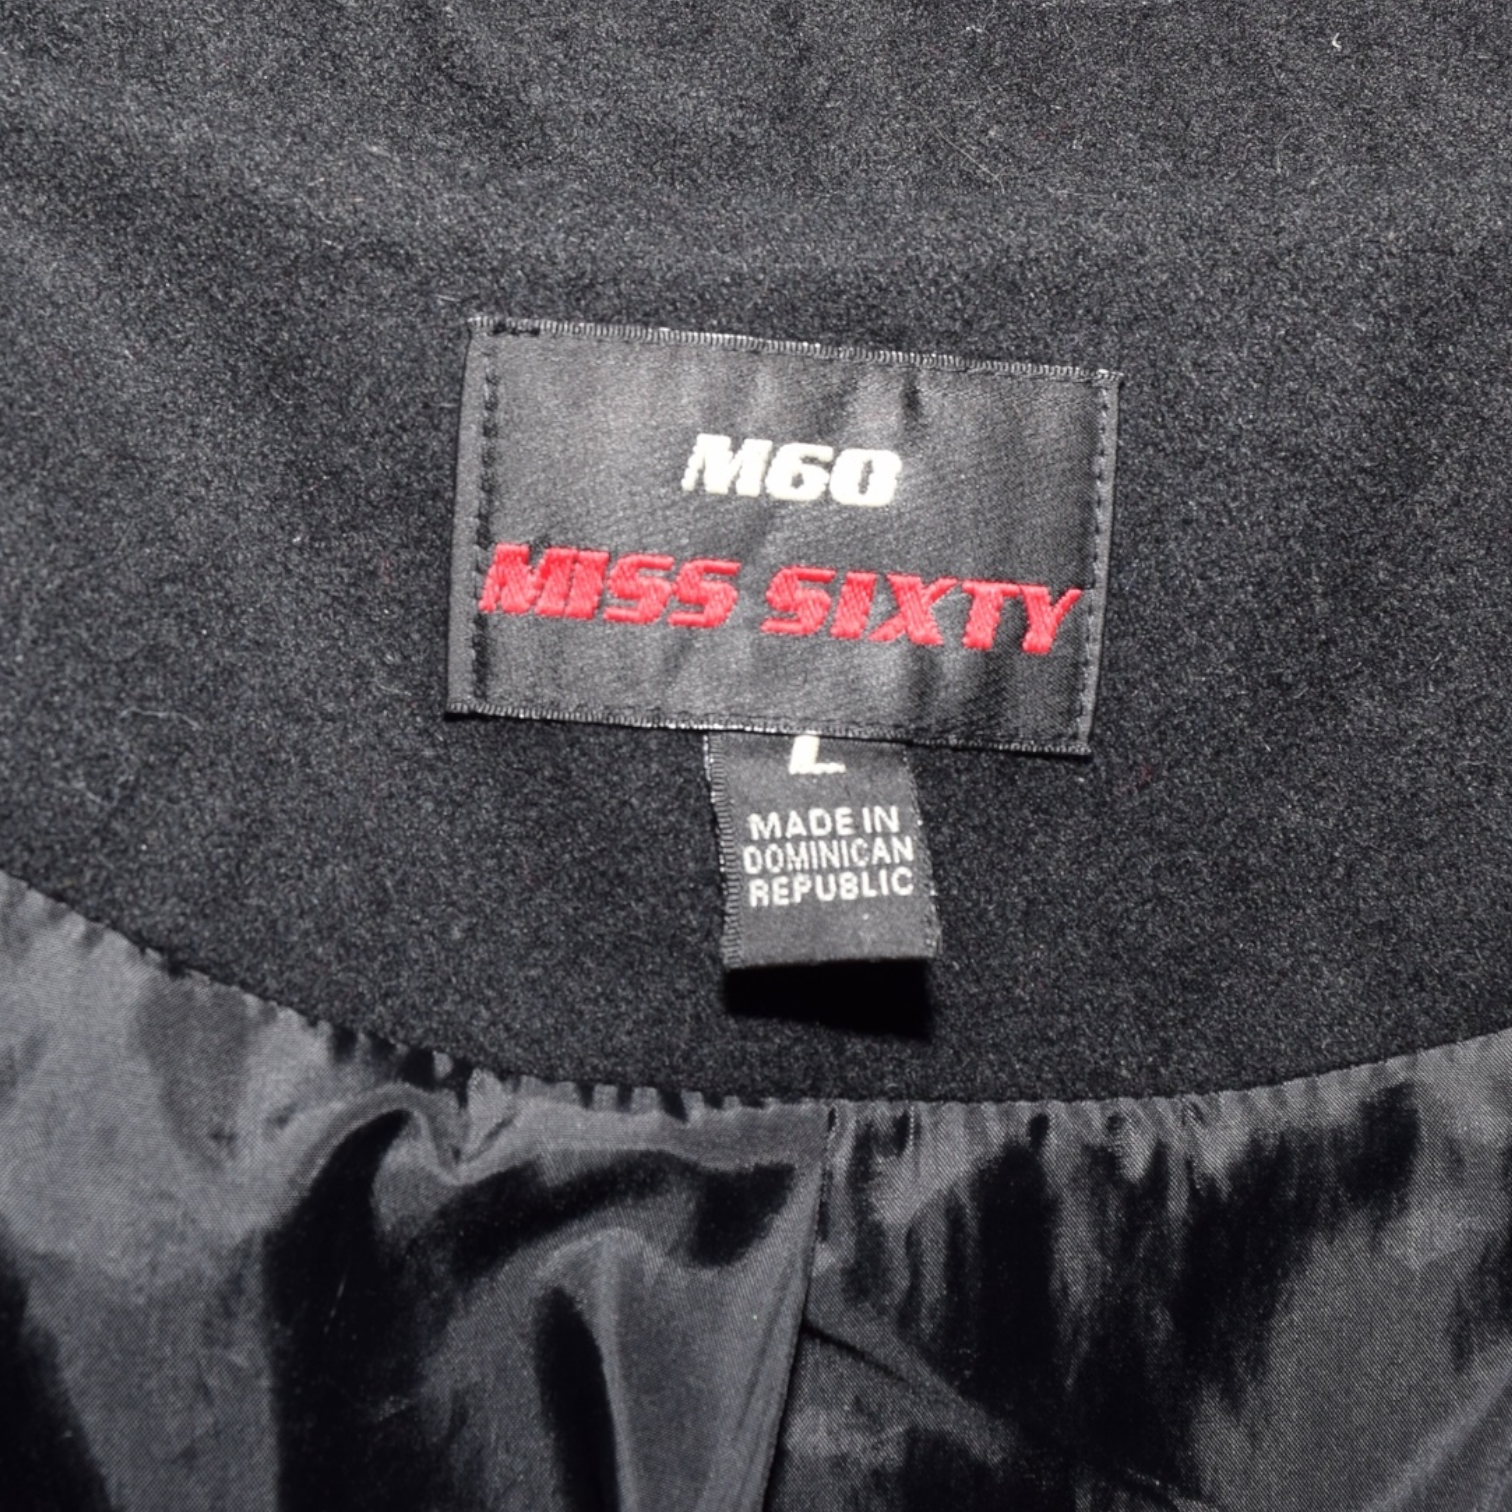 M60
MISS SIXTY
L
MADE IN
DOMINICAN
REPUBLIC